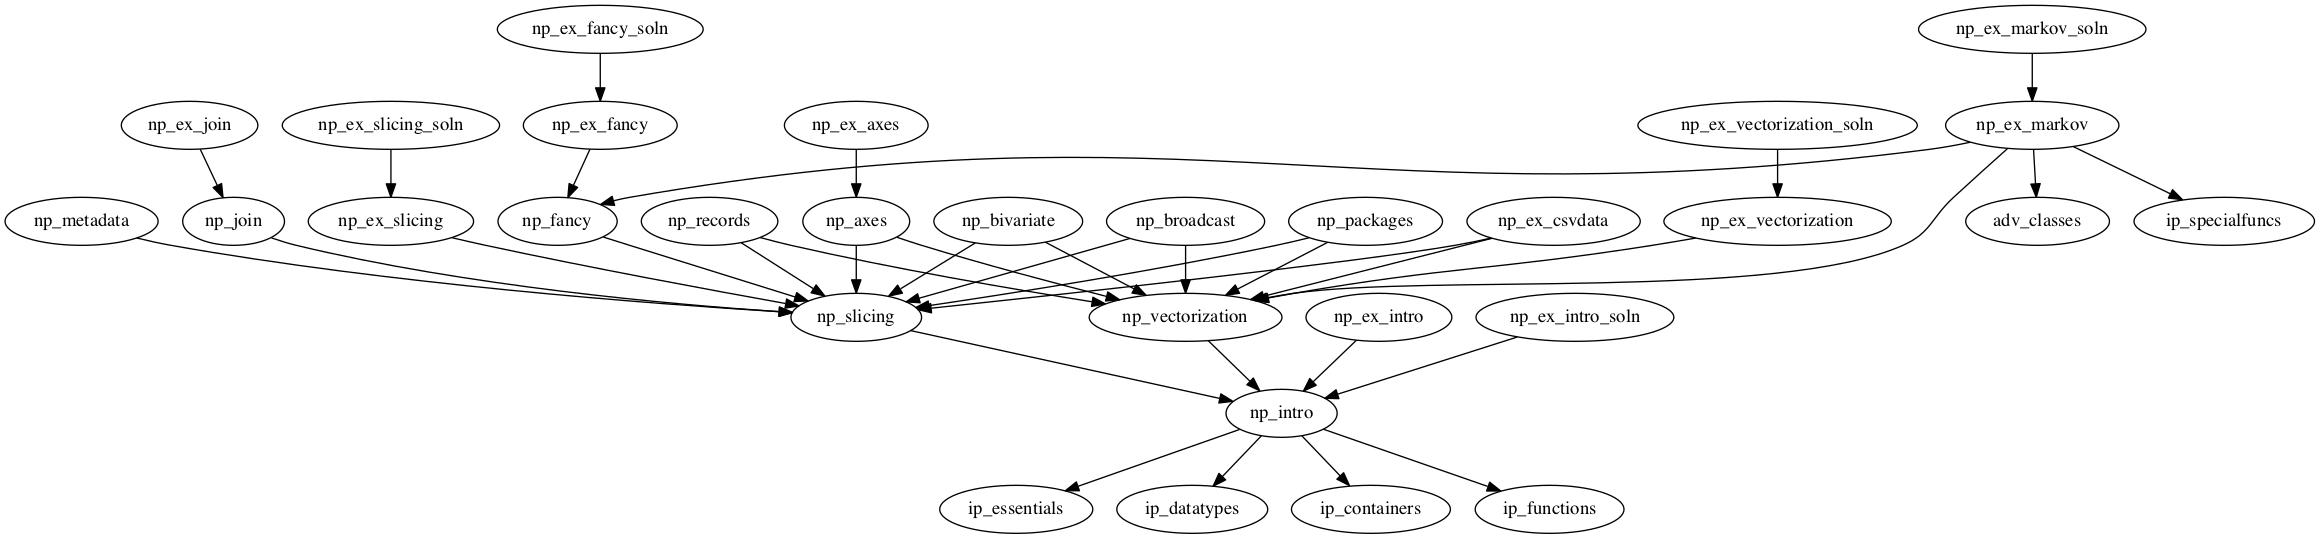 np_ex_fancy_soln
np_ex_markov_soln
np_ex_join
np_ex_slicing_soln
np_ex_fancy
np_ex_axes
np_ex_vectorization_soln
np_ex_markov
np_metadata
np_join
np_ex_slicing
np_fancy
np_records
np_axes
np_bivariate
np_broadcast
np_packages
np_ex_csvdata
np_ex_vectorization
adv_classes
ip_specialfuncs
np_slicing
np_vectorization
np_ex_intro
np_ex_intro_soln
np_intro
ip_essentials
ip_datatypes
ip_containers
ip_functions